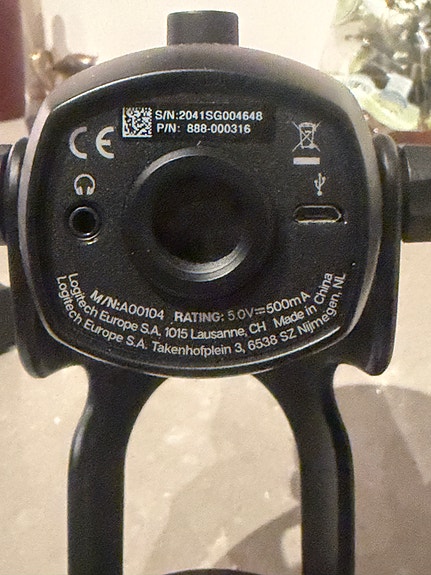 S/N:2041SG004648
P/N: 888-000316
CE
M/N:A00104 RATING: 5.0V⎓500mA Made in China
Logitech Europe S.A. 1015 Lausanne, CH
Logitech Europe S.A. Takenhofplein 3, 6538 SZ Nijmegen, NL